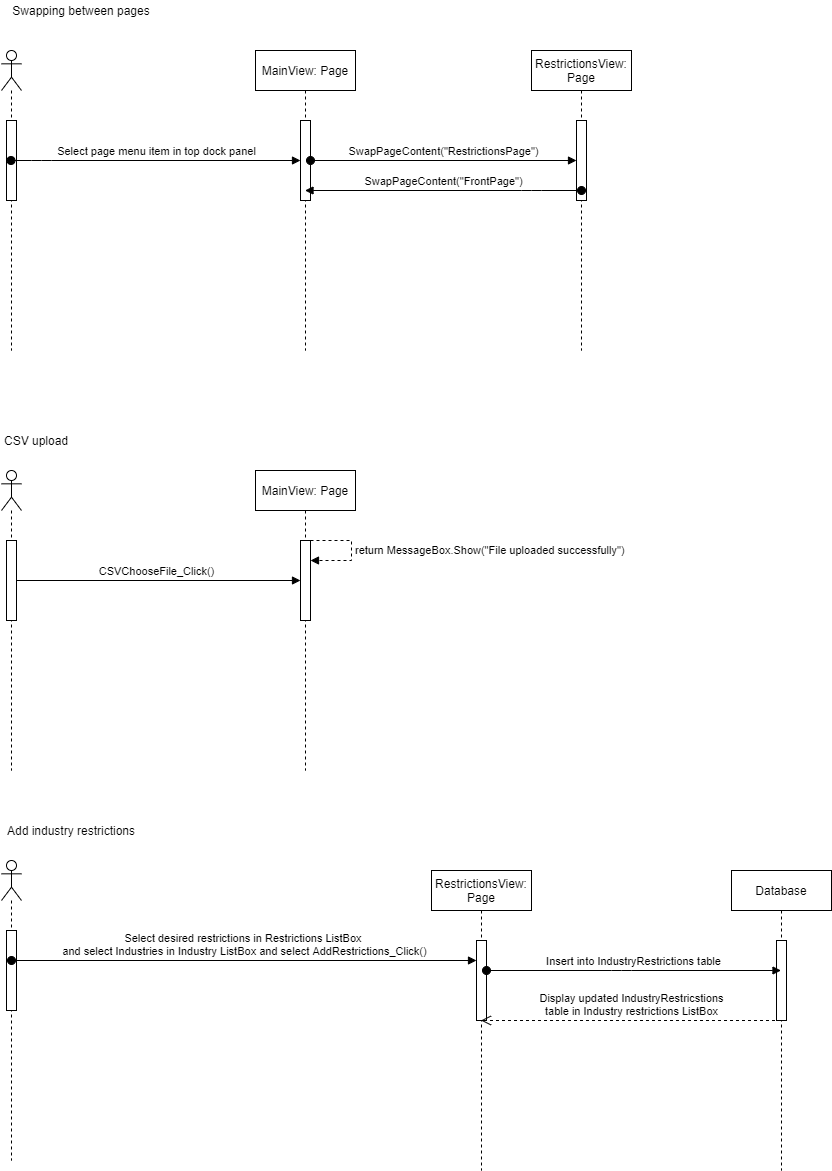 Swapping between pages
MainView: Page
RestrictionsView:
Page
Select page menu item in top dock panel
SwapPageContent("RestrictionsPage")
SwapPageContent("FrontPage")
CSV upload
MainView: Page
return MessageBox.Show("File uploaded successfully")
CSVChooseFile_Click()
Add industry restrictions
RestrictionsView:
Page
Database
Select desired restrictions in Restrictions ListBox
and select Industries in Industry ListBox and select AddRestrictions_Click()
Insert into IndustryRestrictions table
Display updated IndustryRestricstions
table in Industry restrictions ListBox